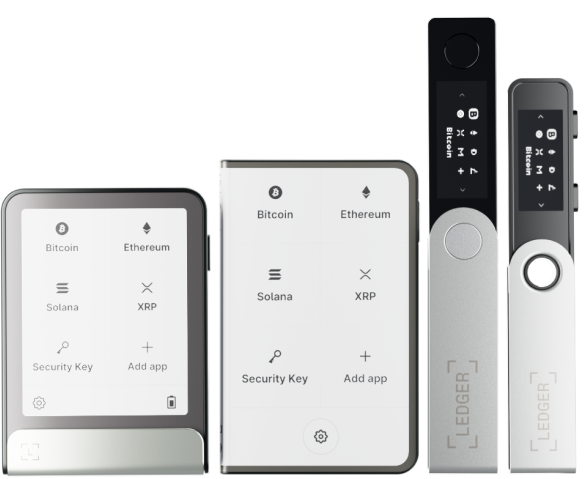 Bitcoin
Ethereum
Solana
XRP
Security Key
Add app
Bitcoin
Ethereum
Solana
XRP
Security Key
Add app
Bitcoin
LEDGER
Bitcoin
LEDGER